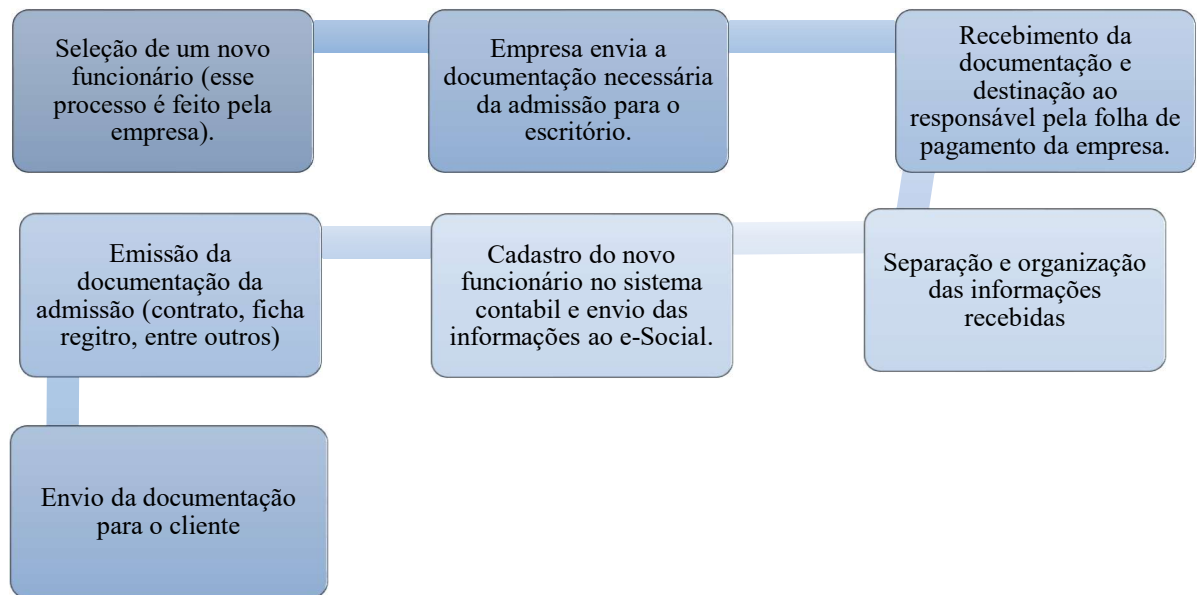 Seleção de um novo
funcionário (esse
processo é feito pela
empresa).
Empresa envia a
documentação necessária
da admissão para o
escritório.
Recebimento da
documentação e
destinação ao
responsável pela folha de
pagamento da empresa.
Separação e organização
das informações
recebidas
Cadastro do novo
funcionário no sistema
contabil e envio das
informações ao e-Social.
Emissão da
documentação da
admissão (contrato, ficha
regitro, entre outros)
Envio da documentação
para o cliente